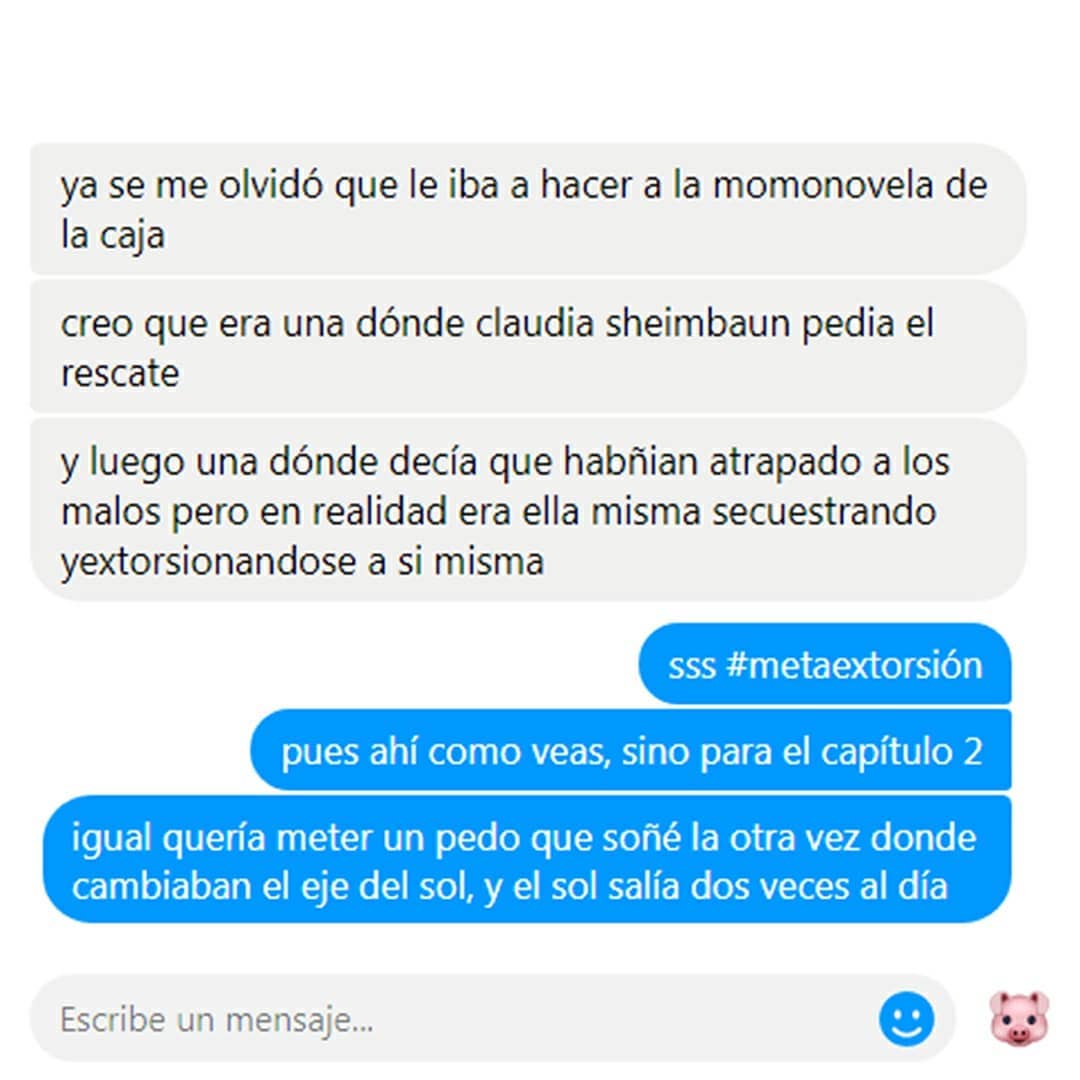 ya se me olvidó que le iba a hacer a la momonovela de
la caja
creo que era una dónde claudia sheimbaun pedia el
rescate
y luego una dónde decía que habñian atrapado a los
malos pero en realidad era ella misma secuestrando
yextorsionandose a si misma
sss #metaextorsión
pues ahí como veas, sino para el capítulo 2
igual quería meter un pedo que soñé la otra vez donde
cambiaban el eje del sol, y el sol salía dos veces al día
Escribe un mensaje...